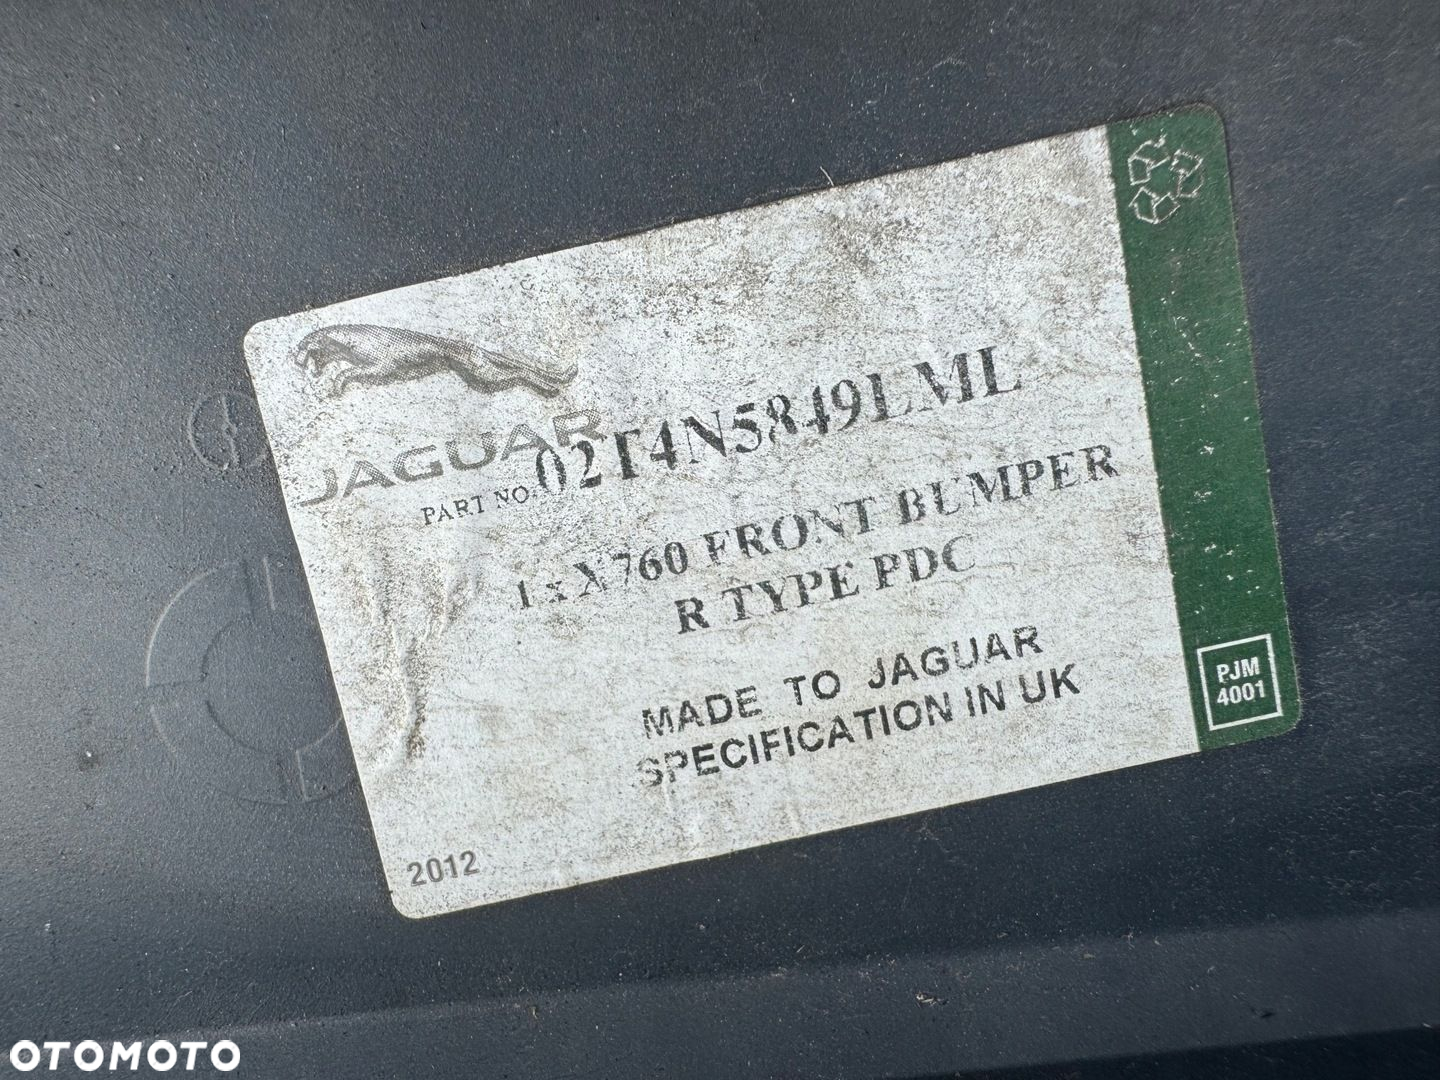 JAGUAR
PART NO: 02T4N5849LML
1 x X760 FRONT BUMPER
R TYPE PDC
MADE TO JAGUAR
SPECIFICATION IN UK
2012
PJM
4001
OTOMOTO